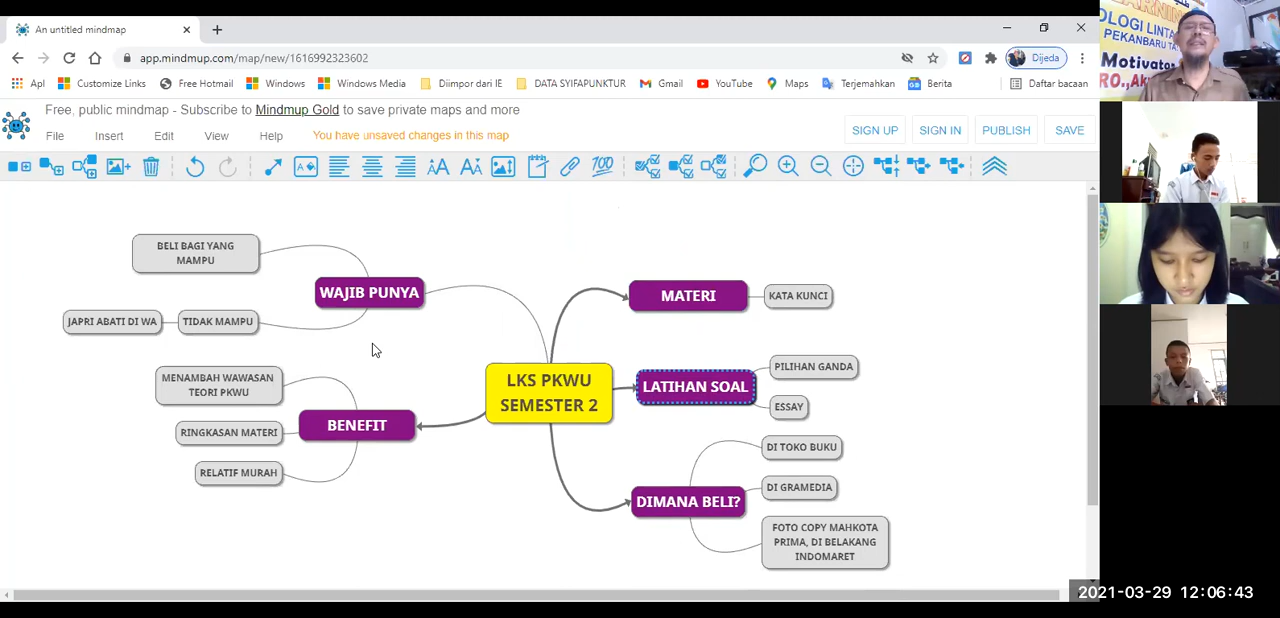 An untitled mindmap
app.mindmup.com/map/new/1616992323602
Dijeda
Apl
Customize Links
Free Hotmail
Windows
Windows Media
Diimpor dari IE
DATA SYIFAPUNKTUR
Gmail
YouTube
Maps
Terjemahkan
Berita
Daftar bacaan
Free, public mindmap - Subscribe to Mindmup Gold to save private maps and more
File
Insert
Edit
View
Help
You have unsaved changes in this map
SIGN UP
SIGN IN
PUBLISH
SAVE
BELI BAGI YANG
MAMPU
WAJIB PUNYA
JAPRI ABATI DI WA
TIDAK MAMPU
MENAMBAH WAWASAN
TEORI PKWU
BENEFIT
RINGKASAN MATERI
RELATIF MURAH
LKS PKWU
SEMESTER 2
MATERI
KATA KUNCI
LATIHAN SOAL
PILIHAN GANDA
ESSAY
DIMANA BELI?
DI TOKO BUKU
DI GRAMEDIA
FOTO COPY MAHKOTA
PRIMA, DI BELAKANG
INDOMARET
OLOGI LINTA
PEKANBARU TA
Motivator
2021-03-29 12:06:43